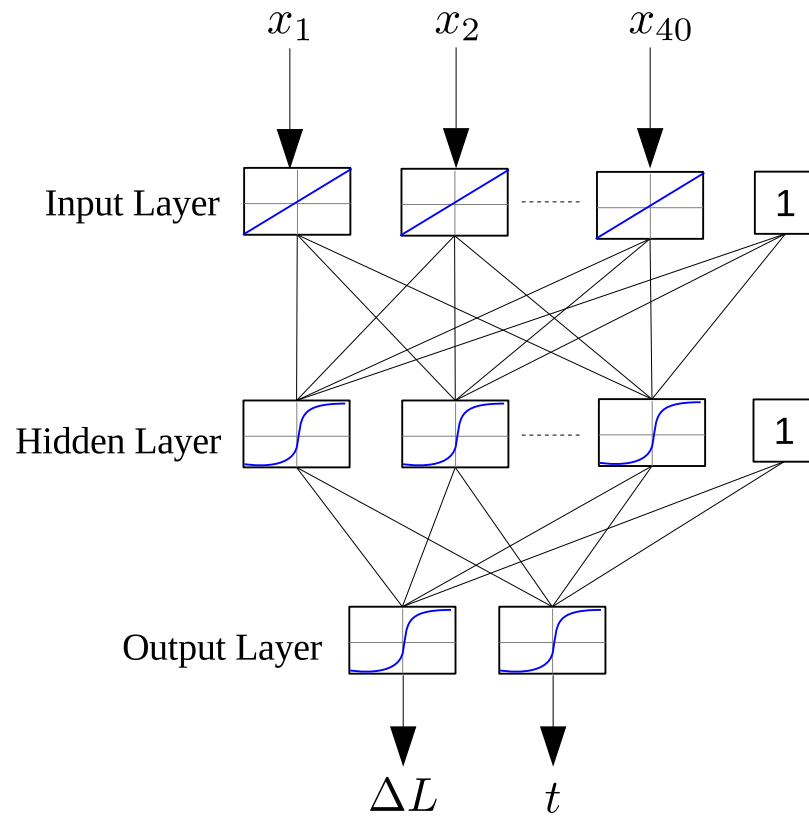 x₁ x₂ x₄₀
Input Layer 1
Hidden Layer 1
Output Layer
ΔL t